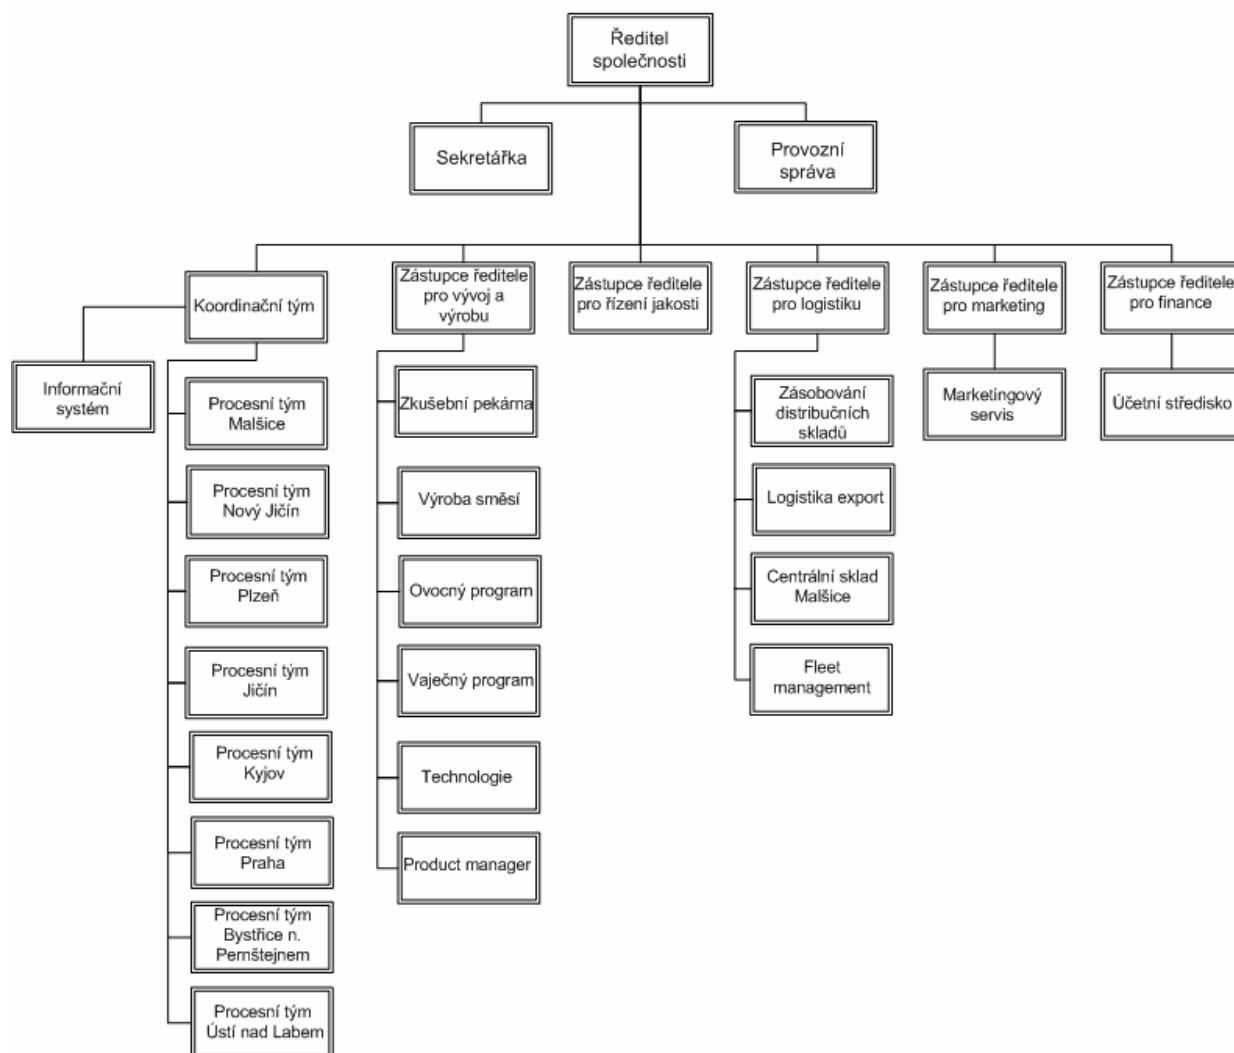 Ředitel
společnosti
Sekretářka
Provozní
správa
Koordinační tým
Zástupce ředitele
pro vývoj a
výrobu
Zástupce ředitele
pro řízení jakosti
Zástupce ředitele
pro logistiku
Zástupce ředitele
pro marketing
Zástupce ředitele
pro finance
Informační
systém
Procesní tým
Malšice
Procesní tým
Nový Jičín
Procesní tým
Plzeň
Procesní tým
Jičín
Procesní tým
Kyjov
Procesní tým
Praha
Procesní tým
Bystřice n.
Pernštejnem
Procesní tým
Ústí nad Labem
Zkušební pekárna
Výroba směsí
Ovocný program
Vaječný program
Technologie
Product manager
Zásobování
distribučních
skladů
Logistika export
Centrální sklad
Malšice
Fleet
management
Marketingový
servis
Účetní středisko